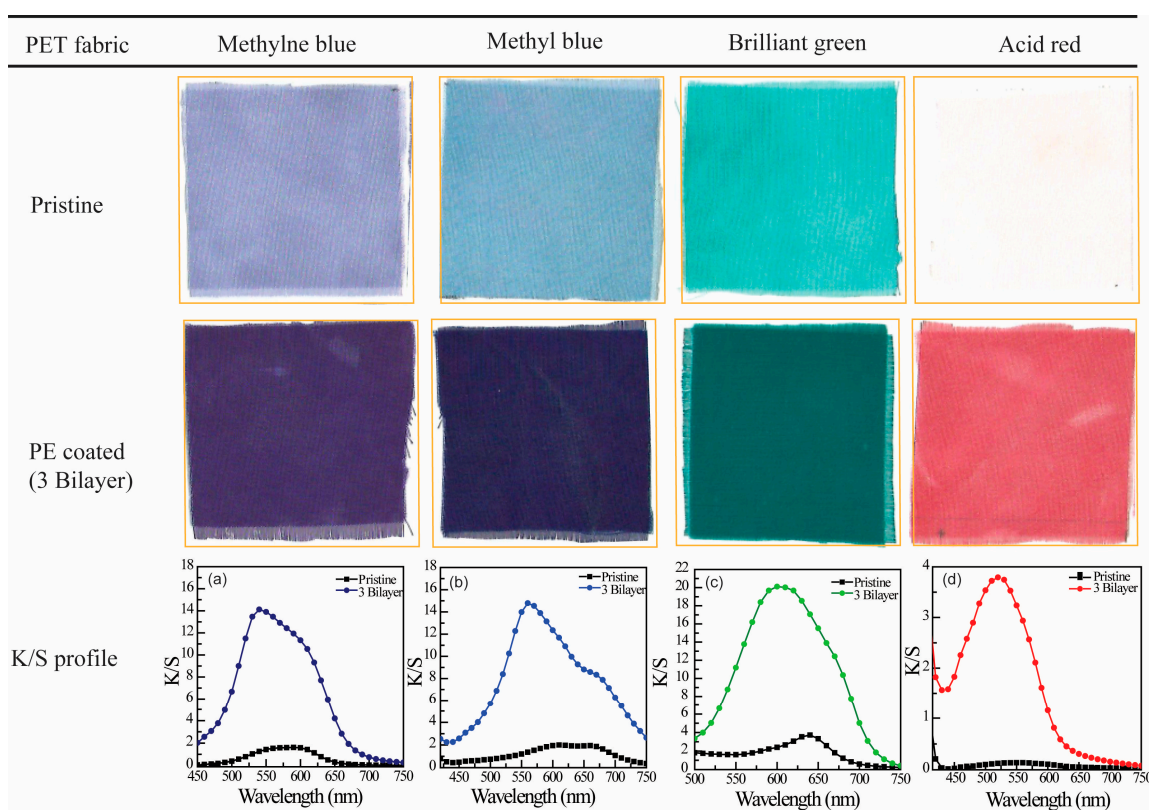 PET fabric Methylne blue Methyl blue Brilliant green Acid red
Pristine
PE coated
(3 Bilayer)
K/S profile
(a)
Pristine
3 Bilayer
K/S
18
16
14
12
10
8
6
4
2
0
450 500 550 600 650 700 750
Wavelength (nm)
(b)
Pristine
3 Bilayer
K/S
18
16
14
12
10
8
6
4
2
0
450 500 550 600 650 700 750
Wavelength (nm)
(c)
Pristine
3 Bilayer
K/S
22
20
18
16
14
12
10
8
6
4
2
0
500 550 600 650 700 750
Wavelength (nm)
(d)
Pristine
3 Bilayer
K/S
4
3
2
1
0
450 500 550 600 650 700 750
Wavelength (nm)